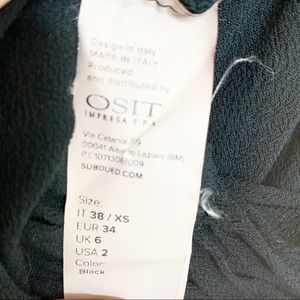 Design in Italy
MADE IN ITALY
Produced
and distributed by
OSIT
IMPRESA S.P.A
Via Catania 7/9
00041 Albano Laziale (RM)
P.I. 10713061009
SUBDUED.COM
Size:
IT 38 / XS
EUR 34
UK 6
USA 2
Color:
Black